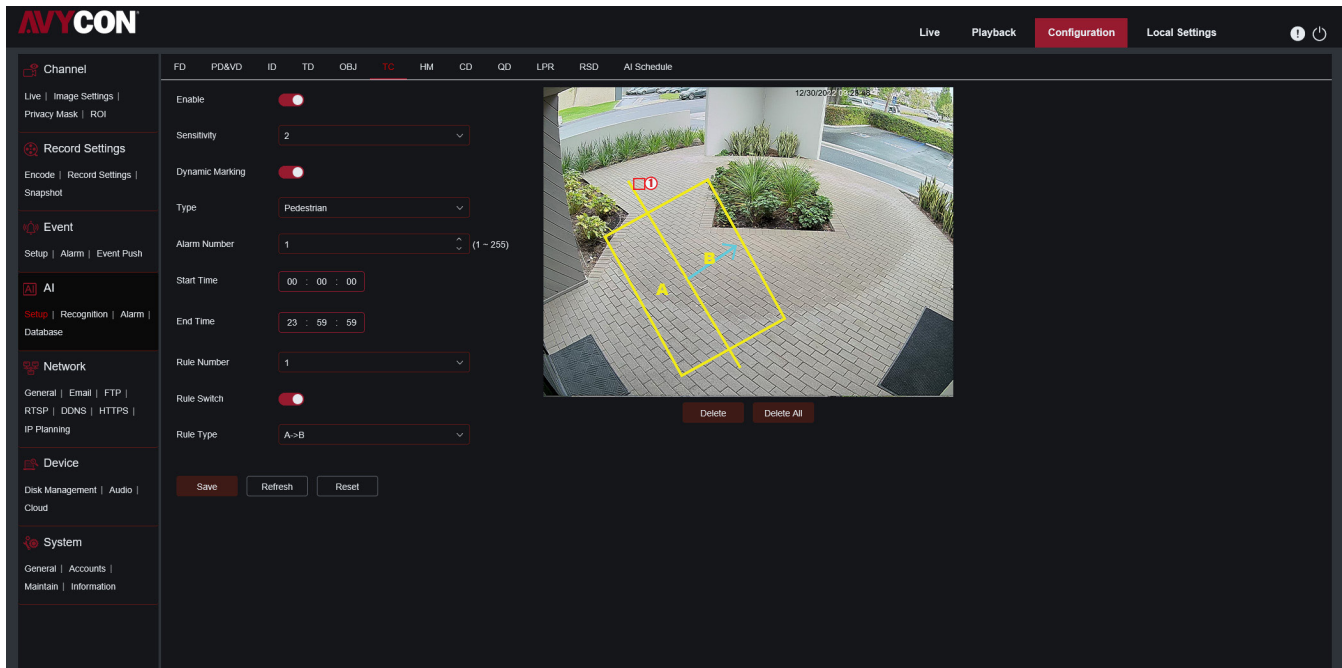 AVYCON
Live Playback Configuration Local Settings
Channel
Live | Image Settings |
Privacy Mask | ROI
Record Settings
Encode | Record Settings |
Snapshot
Event
Setup | Alarm | Event Push
AI AI
Setup | Recognition | Alarm |
Database
Network
General | Email | FTP |
RTSP | DDNS | HTTPS |
IP Planning
Device
Disk Management | Audio |
Cloud
System
General | Accounts |
Maintain | Information
FD PD&VD ID TD OBJ TC HM CD QD LPR RSD AI Schedule
Enable
Sensitivity 2
Dynamic Marking
Type Pedestrian
Alarm Number 1 (1 ~ 255)
Start Time 00 : 00 : 00
End Time 23 : 59 : 59
Rule Number 1
Rule Switch
Rule Type A->B
Save Refresh Reset
12/30/2022
①
B
A
Delete Delete All